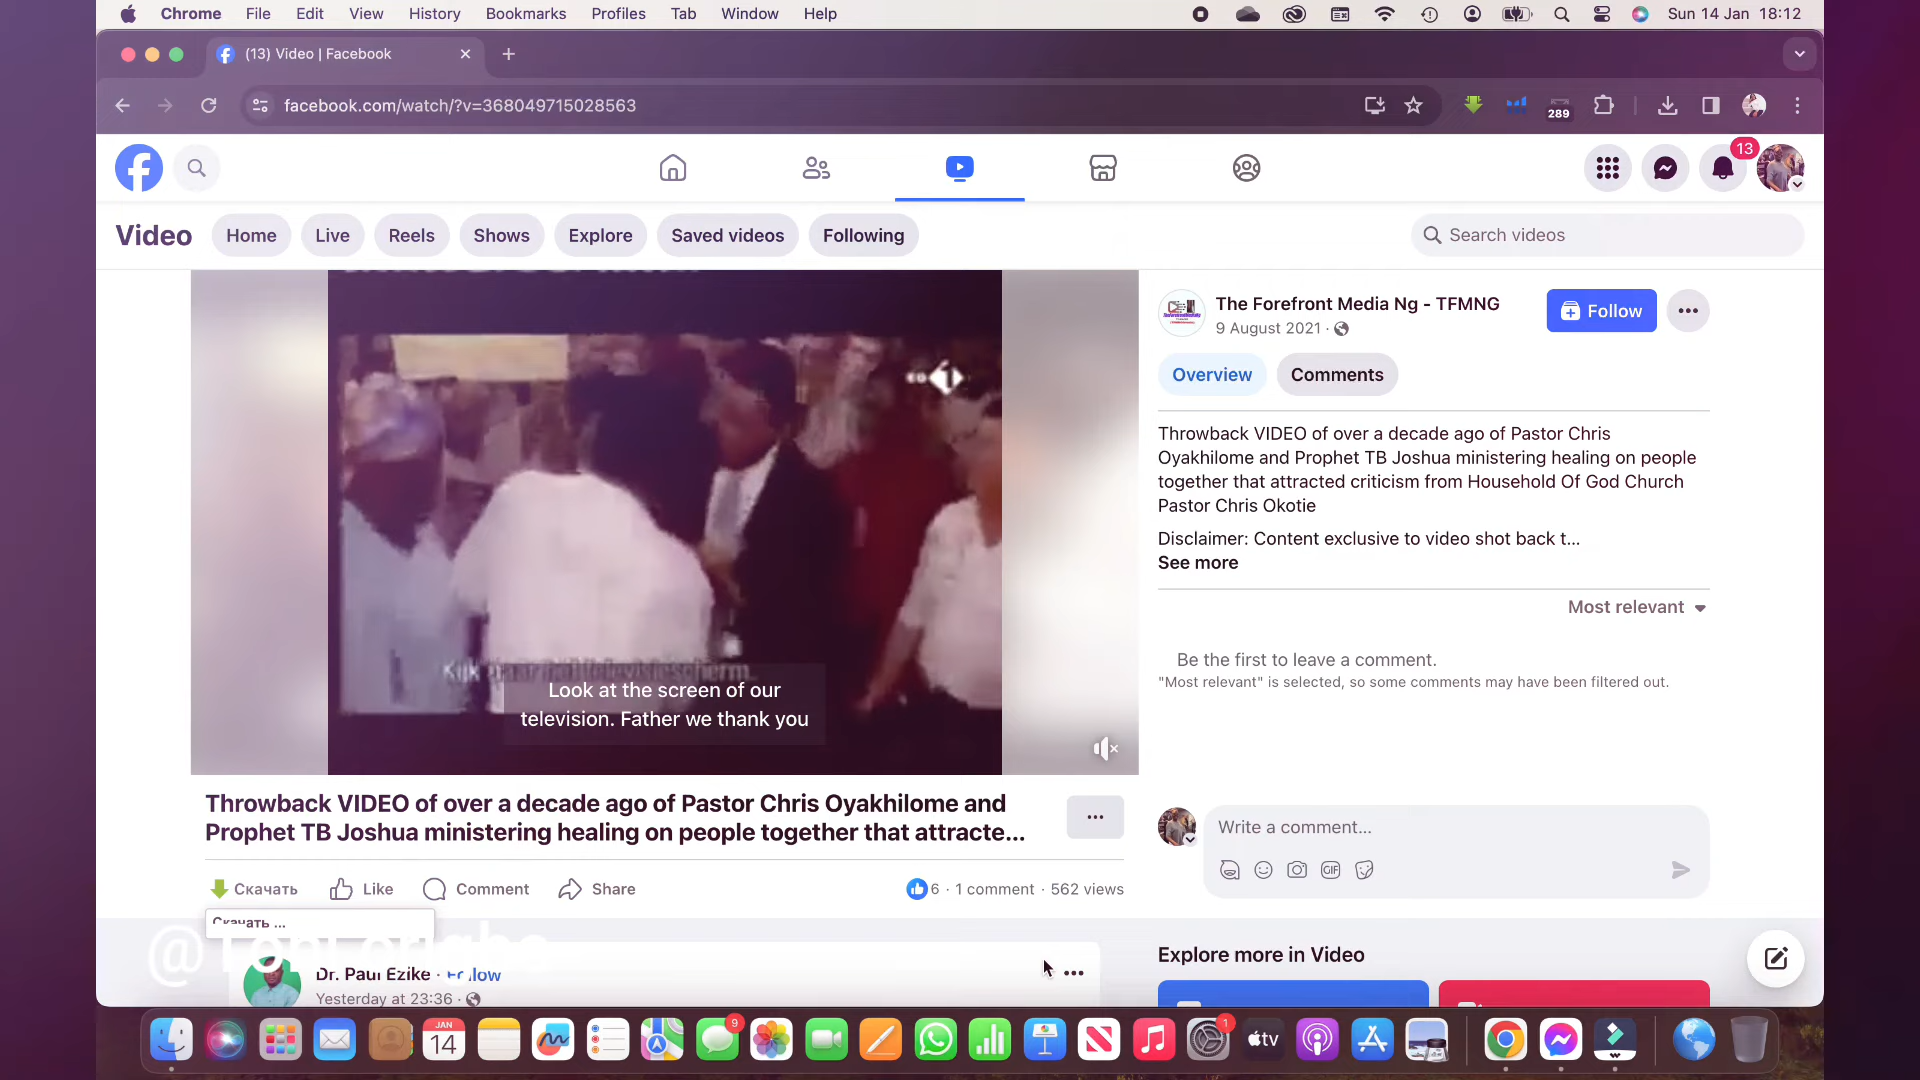 Chrome File Edit View History Bookmarks Profiles Tab Window Help
Sun 14 Jan 18:12
(13) Video | Facebook
facebook.com/watch/?v=368049715028563
289
13
Video Home Live Reels Shows Explore Saved videos Following
Search videos
Look at the screen of our
television. Father we thank you
The Forefront Media Ng - TFMNG
9 August 2021 ·
Follow
Overview Comments
Throwback VIDEO of over a decade ago of Pastor Chris
Oyakhilome and Prophet TB Joshua ministering healing on people
together that attracted criticism from Household Of God Church
Pastor Chris Okotie
Disclaimer: Content exclusive to video shot back t...
See more
Most relevant
Be the first to leave a comment.
"Most relevant" is selected, so some comments may have been filtered out.
Write a comment...
GIF
Throwback VIDEO of over a decade ago of Pastor Chris Oyakhilome and
Prophet TB Joshua ministering healing on people together that attracte...
Скачать Like Comment Share
6 · 1 comment · 562 views
Скачать ...
Dr. Paul Ezike · Follow
Yesterday at 23:36 ·
Explore more in Video
JAN
14
9
1
tv